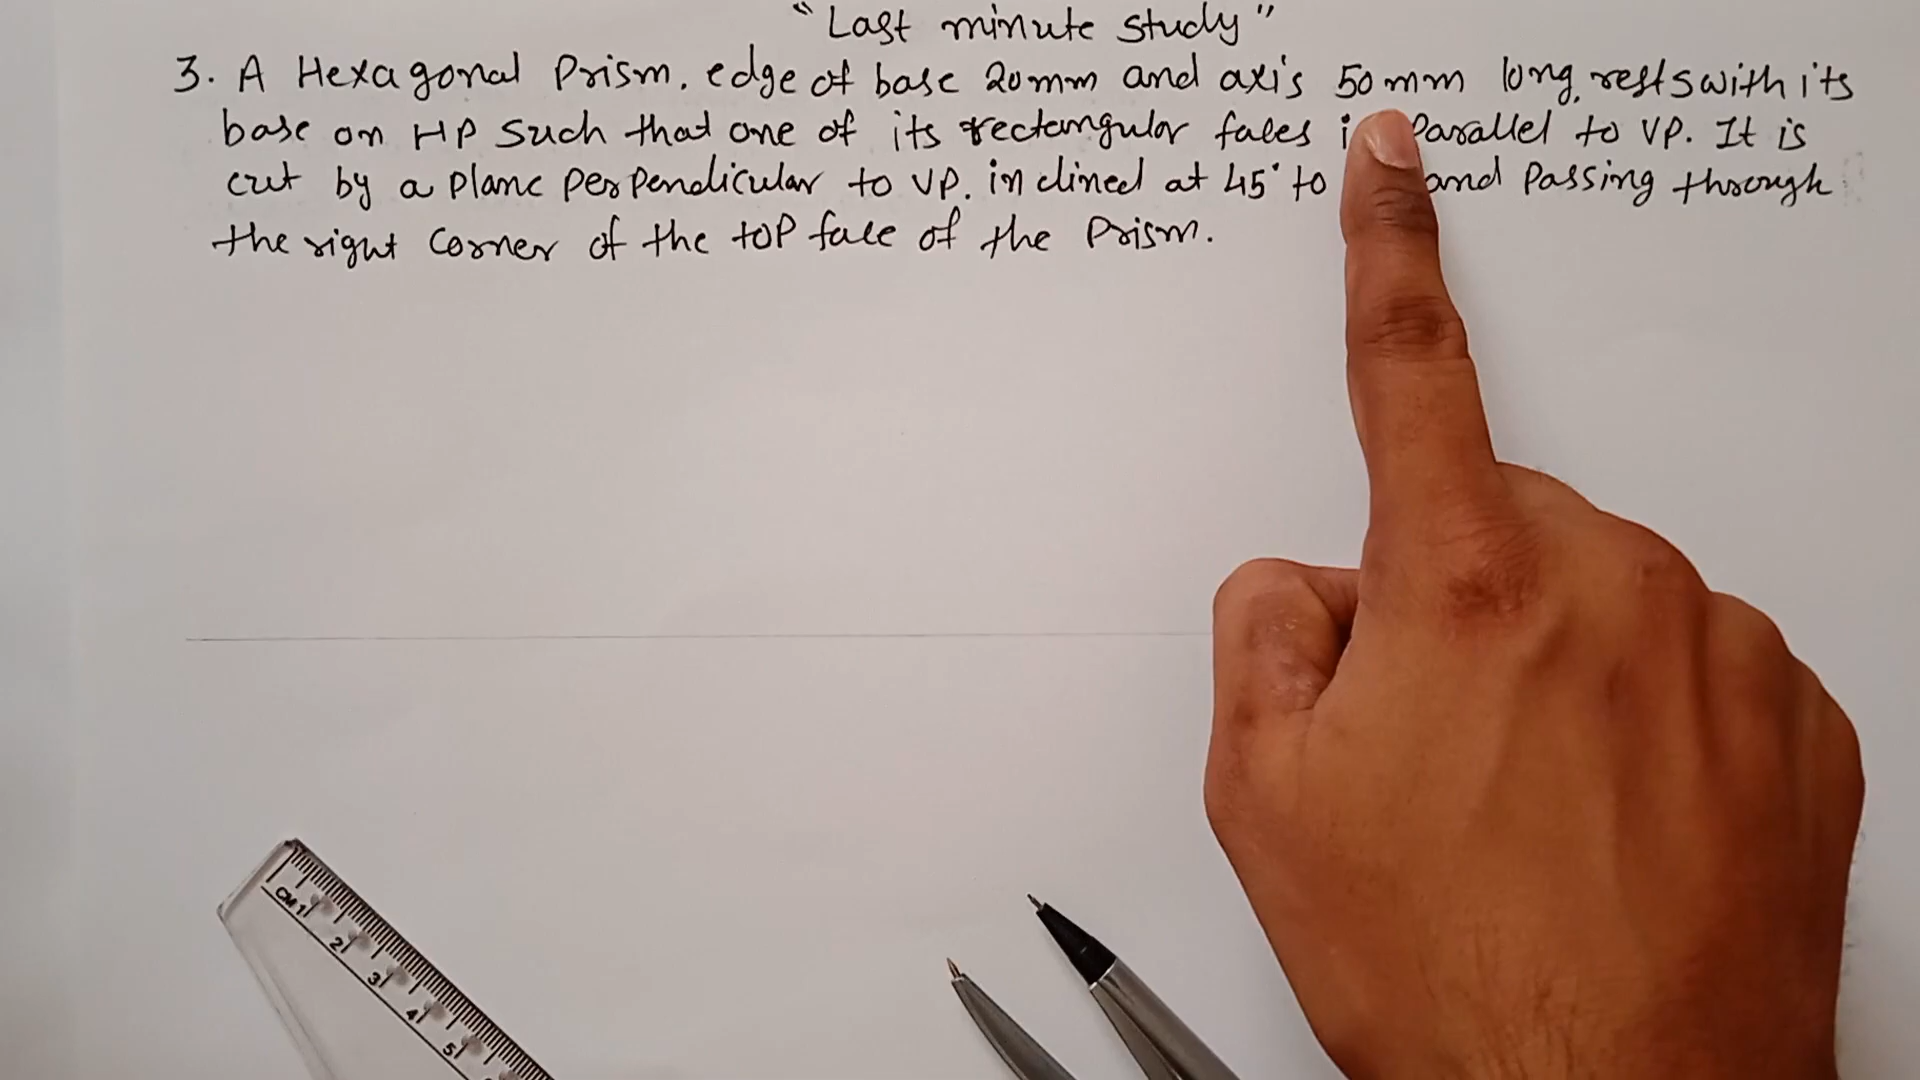 "Last minute study"
3. A Hexagonal Prism, edge of base 20mm and axis 50mm long, rests with its
base on HP such that one of its rectangular faces parallel to VP. It is
cut by a plane perpendicular to VP, inclined at 45° to and passing through
the right corner of the top face of the prism.
CM 1
2
3
4
5